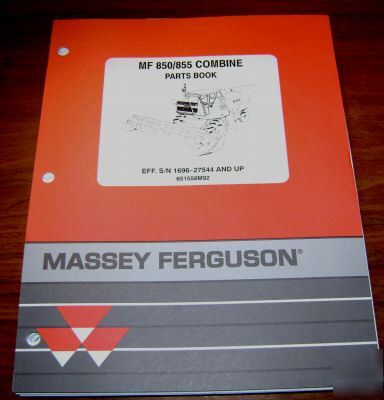 MF 850/855 COMBINE
PARTS BOOK
EFF. S/N 1696-27544 AND UP
651558M92
MASSEY FERGUSON®